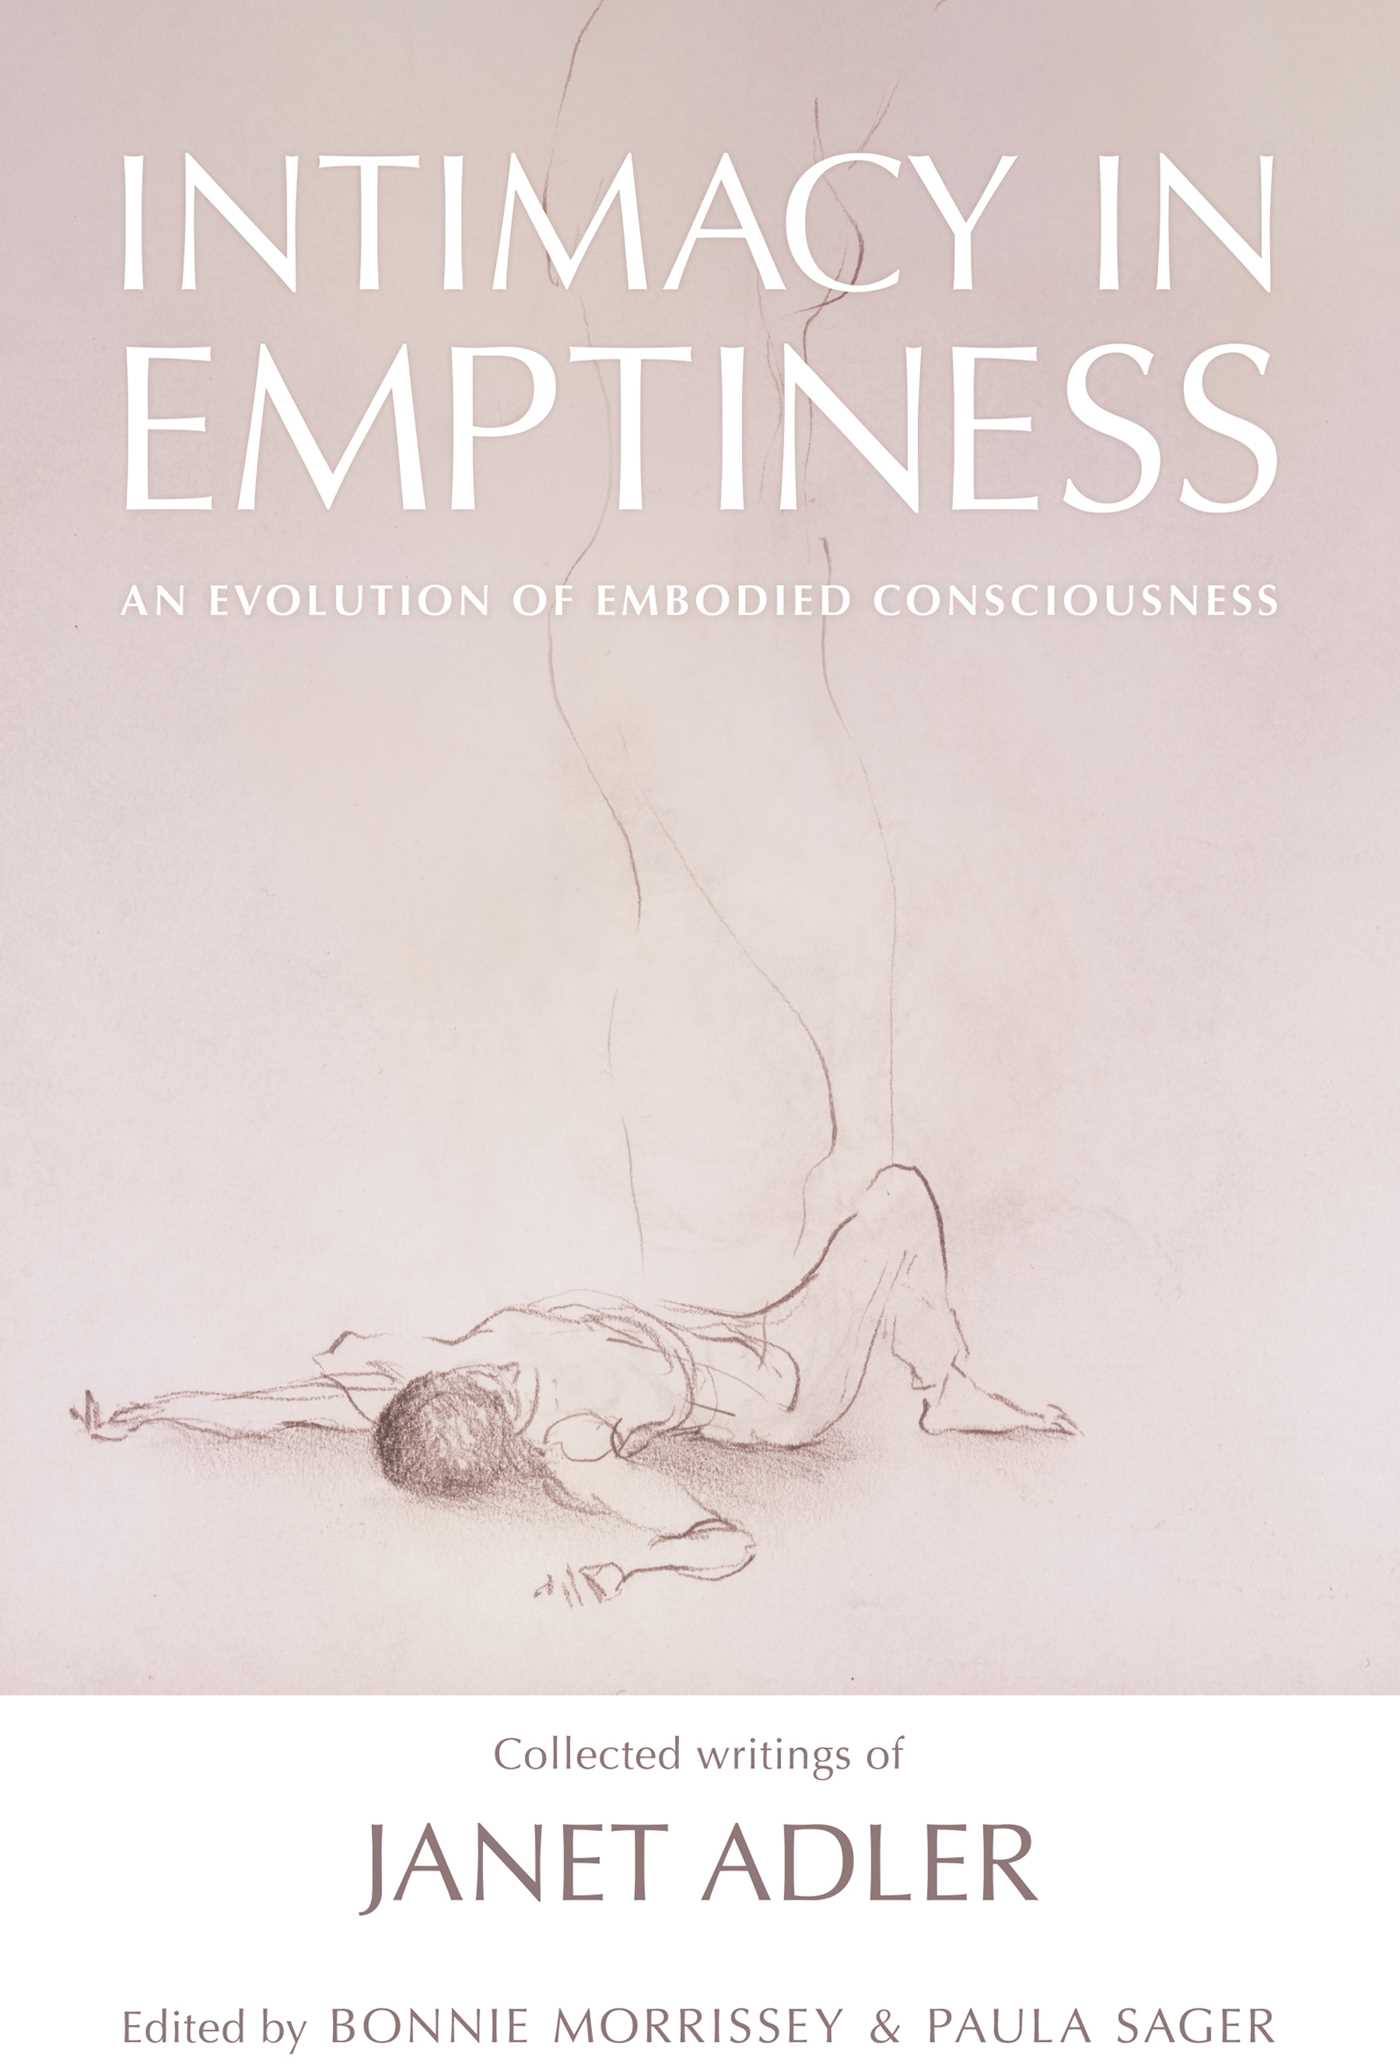 INTIMACY IN
EMPTINESS
AN EVOLUTION OF EMBODIED CONSCIOUSNESS
Collected writings of
JANET ADLER
Edited by BONNIE MORRISSEY & PAULA SAGER